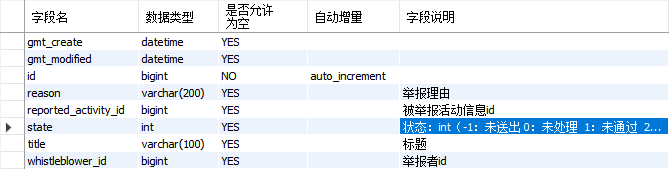 字段名 数据类型 是否允许为空 自动增量 字段说明
gmt_create datetime YES
gmt_modified datetime YES
id bigint NO auto_increment
reason varchar(200) YES 举报理由
reported_activity_id bigint YES 被举报活动信息id
state int YES 状态：int（-1：未送出 0：未处理 1：未通过 2...
title varchar(100) YES 标题
whistleblower_id bigint YES 举报者id